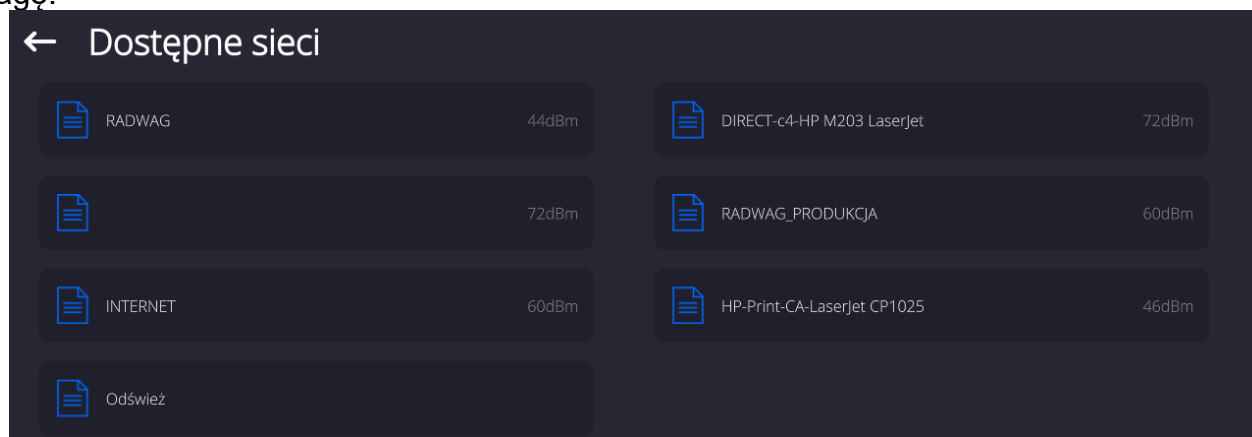 agę.
Dostępne sieci
RADWAG 44dBm
DIRECT-c4-HP M203 LaserJet 72dBm
72dBm
RADWAG_PRODUKCJA 60dBm
INTERNET 60dBm
HP-Print-CA-LaserJet CP1025 46dBm
Odśwież